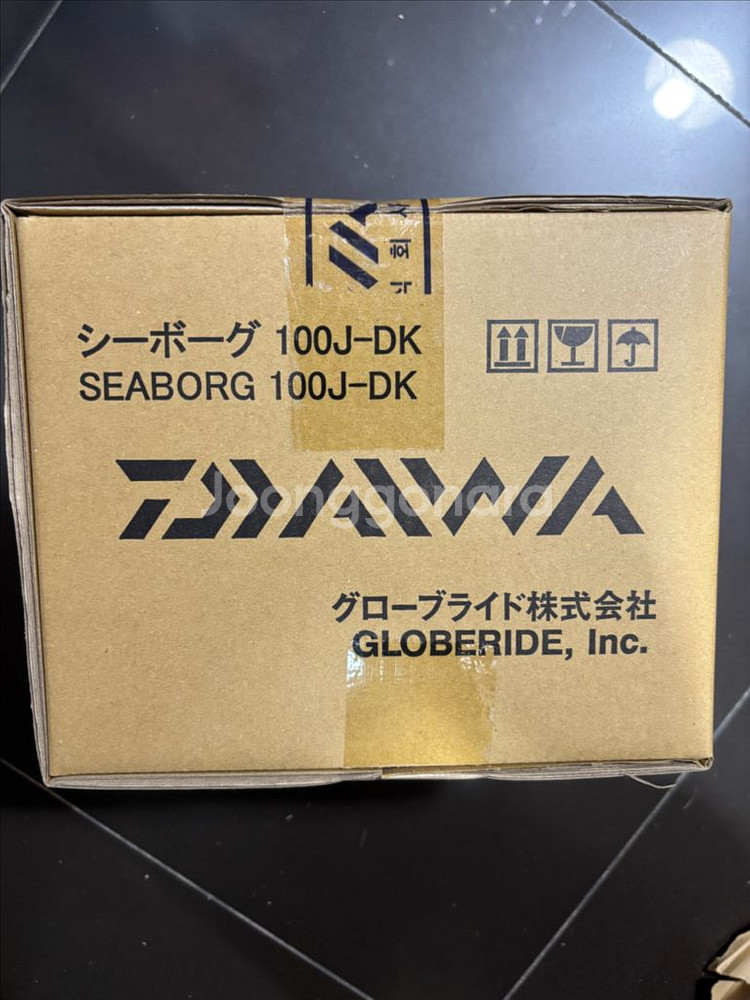 シーボーグ 100J-DK
SEABORG 100J-DK
DAIWA
Joonggonara
グローブライド株式会社
GLOBERIDE, Inc.